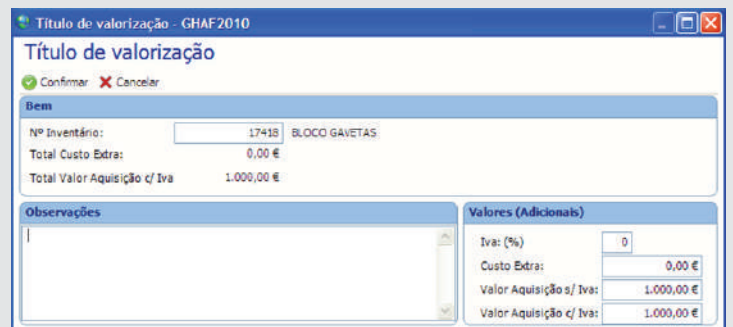 Título de valorização - GHAF2010
Título de valorização
Confirmar Cancelar
Bem
Nº Inventário: 17418 BLOCO GAVETAS
Total Custo Extra: 0,00 €
Total Valor Aquisição c/ Iva 1.000,00 €
Observações
Valores (Adicionais)
Iva: (%) 0
Custo Extra: 0,00 €
Valor Aquisição s/ Iva: 1.000,00 €
Valor Aquisição c/ Iva: 1.000,00 €